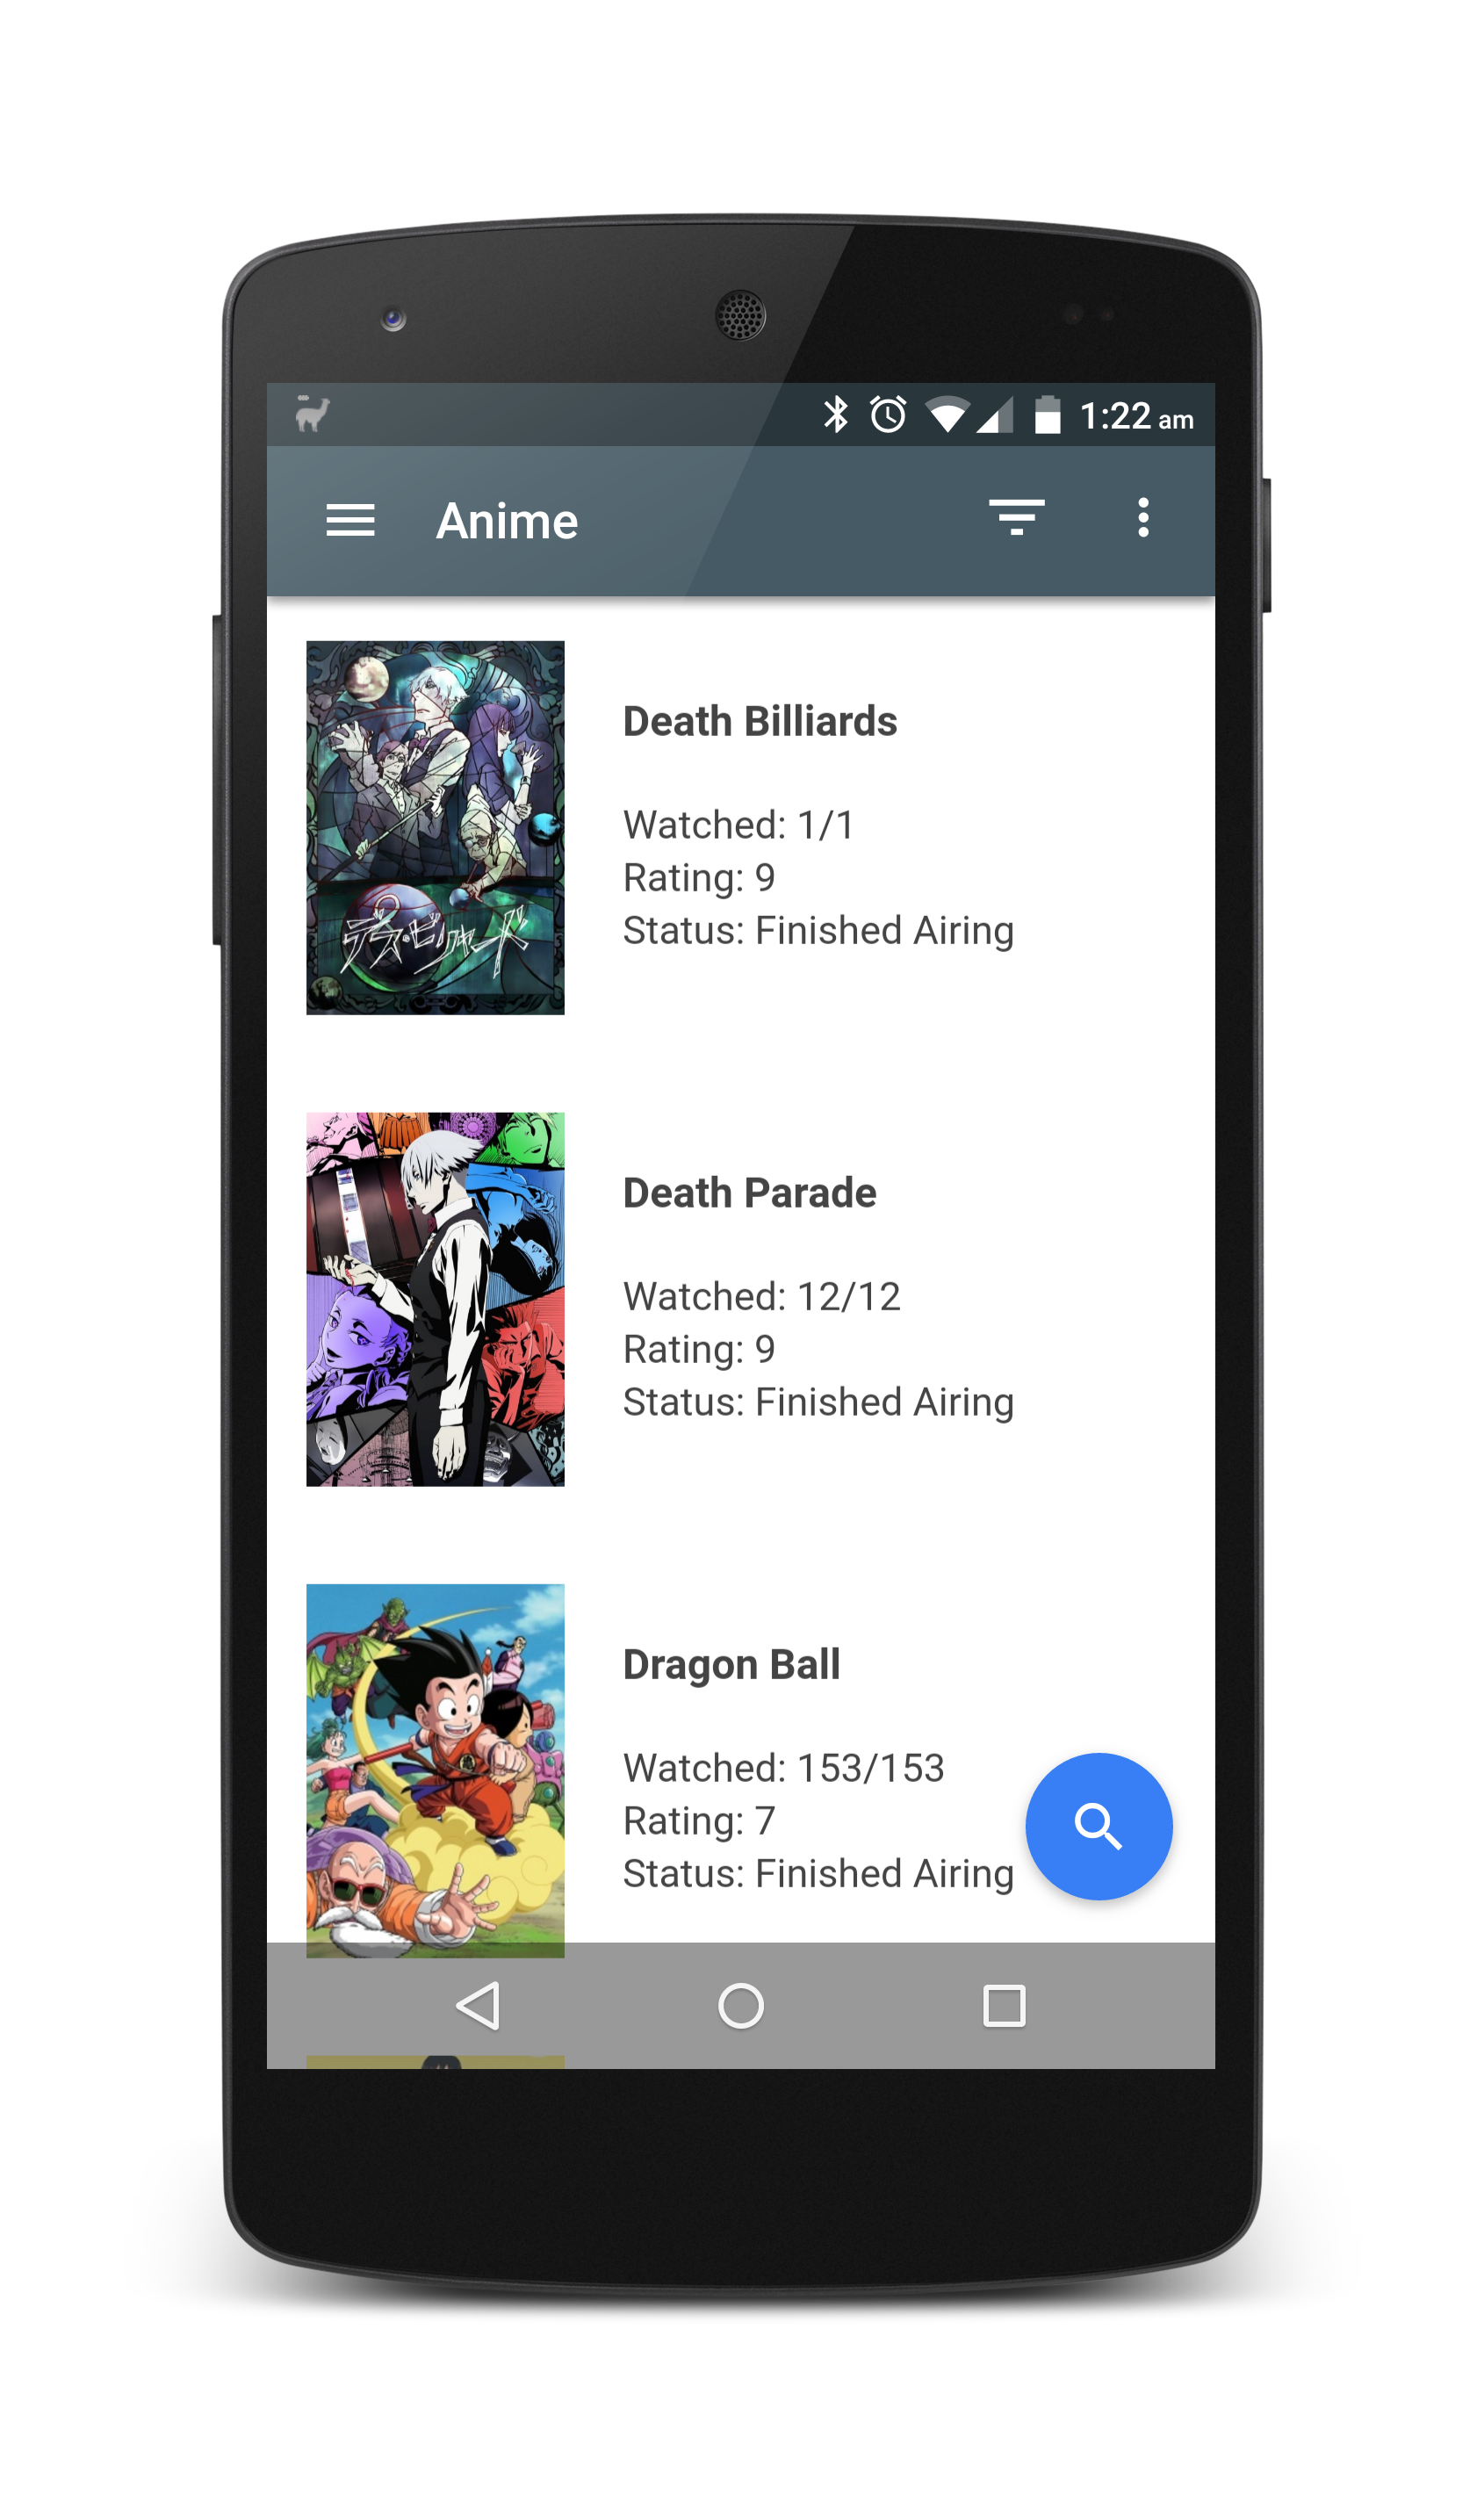 1:22 am
Anime
Death Billiards
Watched: 1/1
Rating: 9
Status: Finished Airing
デス・ビリヤード
Death Parade
Watched: 12/12
Rating: 9
Status: Finished Airing
Dragon Ball
Watched: 153/153
Rating: 7
Status: Finished Airing